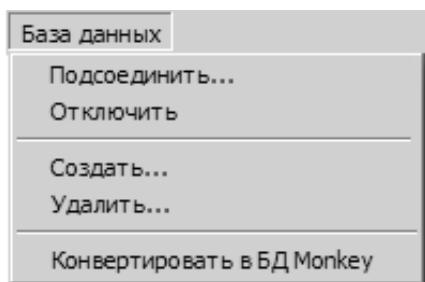 База данных
Подсоединить...
Отключить
Создать...
Удалить...
Конвертировать в БД Monkey